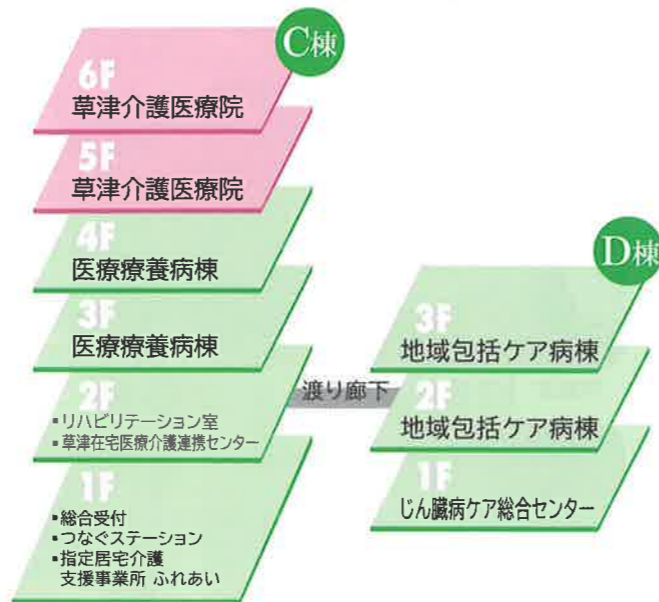 C棟
6F
草津介護医療院
5F
草津介護医療院
4F
医療療養病棟
3F
医療療養病棟
2F
▪リハビリテーション室
▪草津在宅医療介護連携センター
1F
▪総合受付
▪つなぐステーション
▪指定居宅介護
支援事業所 ふれあい
渡り廊下
D棟
3F
地域包括ケア病棟
2F
地域包括ケア病棟
1F
じん臓病ケア総合センター